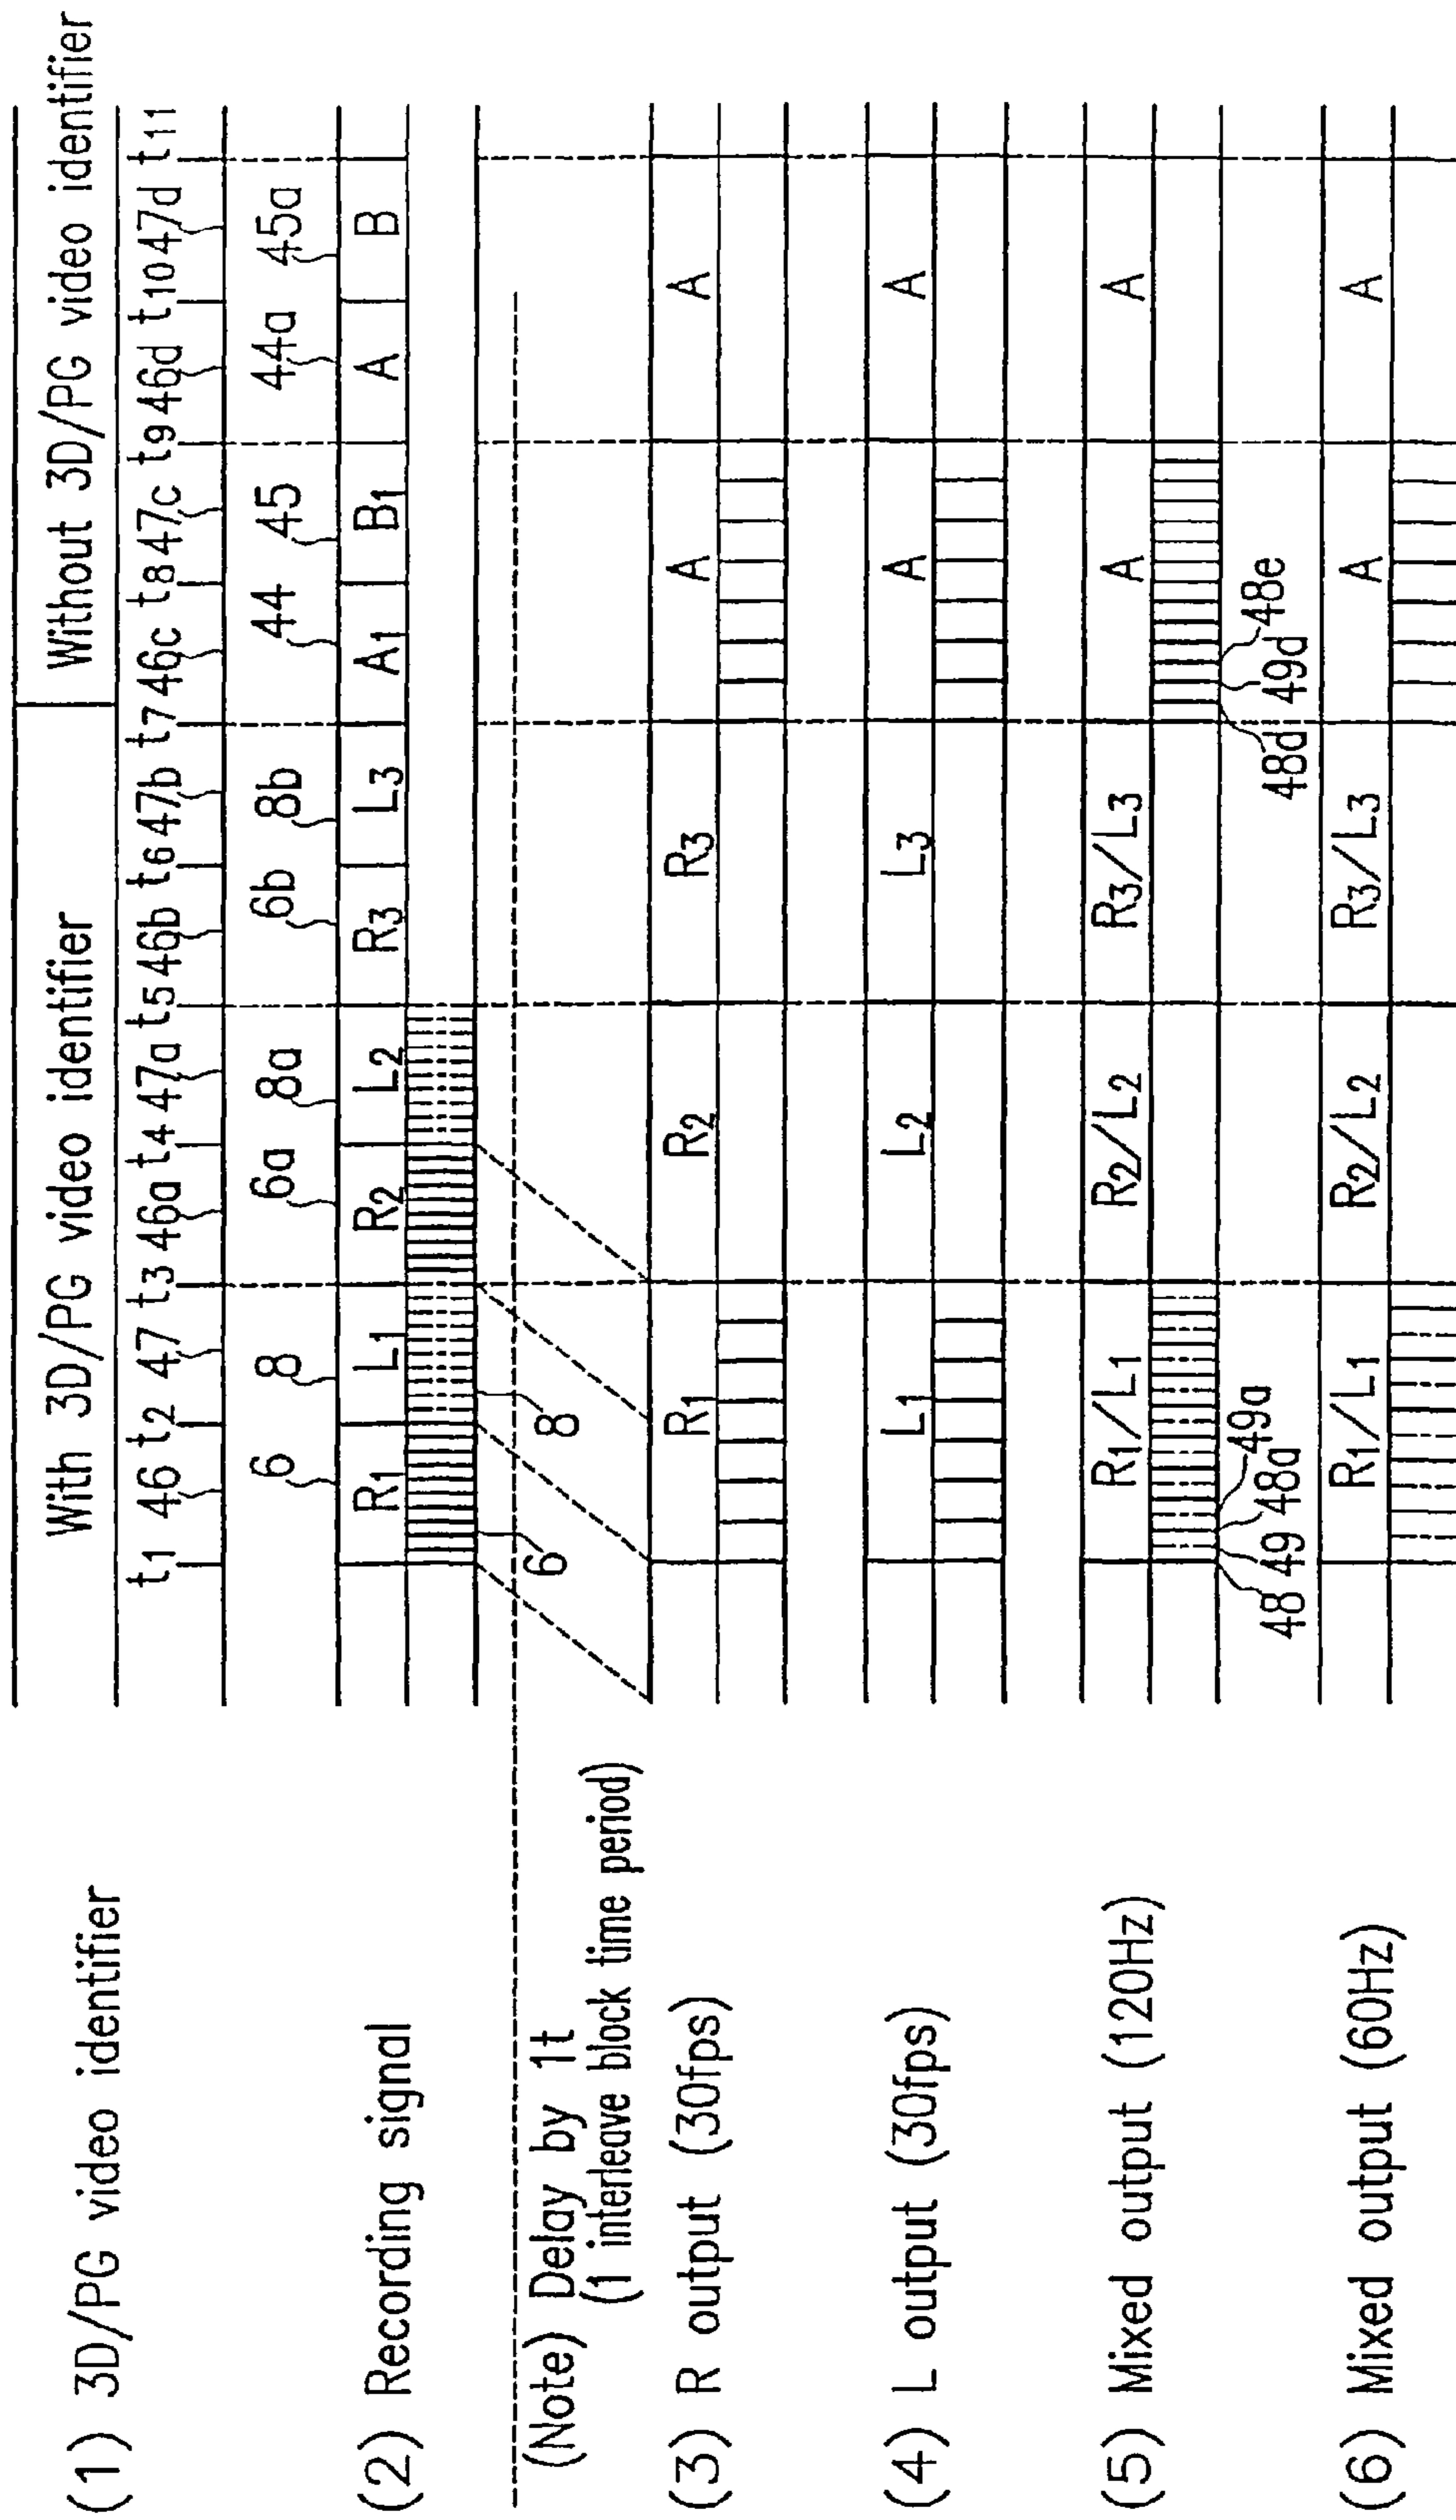 (1) 3D/PG video identifier
With 3D/PG video identifier
Without 3D/PG video identifier
t1 46 t2 47 t3 46a t4 47a t5 46b t6 47b t7 46c t8 47c t9 46d t10 47d t11
6 8 6a 8a 6b 8b 44 45 44a 45a
(2) Recording signal
R1 L1 R2 L2 R3 L3 A1 B1 A B
6 8
(Note) Delay by 1t
(1 interleave block time period)
(3) R output (30fps)
R1 R2 R3 A A
(4) L output (30fps)
L1 L2 L3 A A
(5) Mixed output (120Hz)
R1/L1 R2/L2 R3/L3 A A
48 49 48a 49a 48d 49d 48e
(6) Mixed output (60Hz)
R1/L1 R2/L2 R3/L3 A A